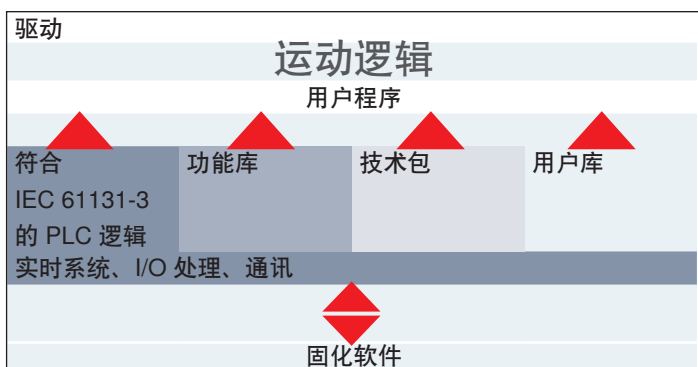 驱动
运动逻辑
用户程序
符合
IEC 61131-3
的 PLC 逻辑
功能库
技术包
用户库
实时系统、I/O 处理、通讯
固化软件